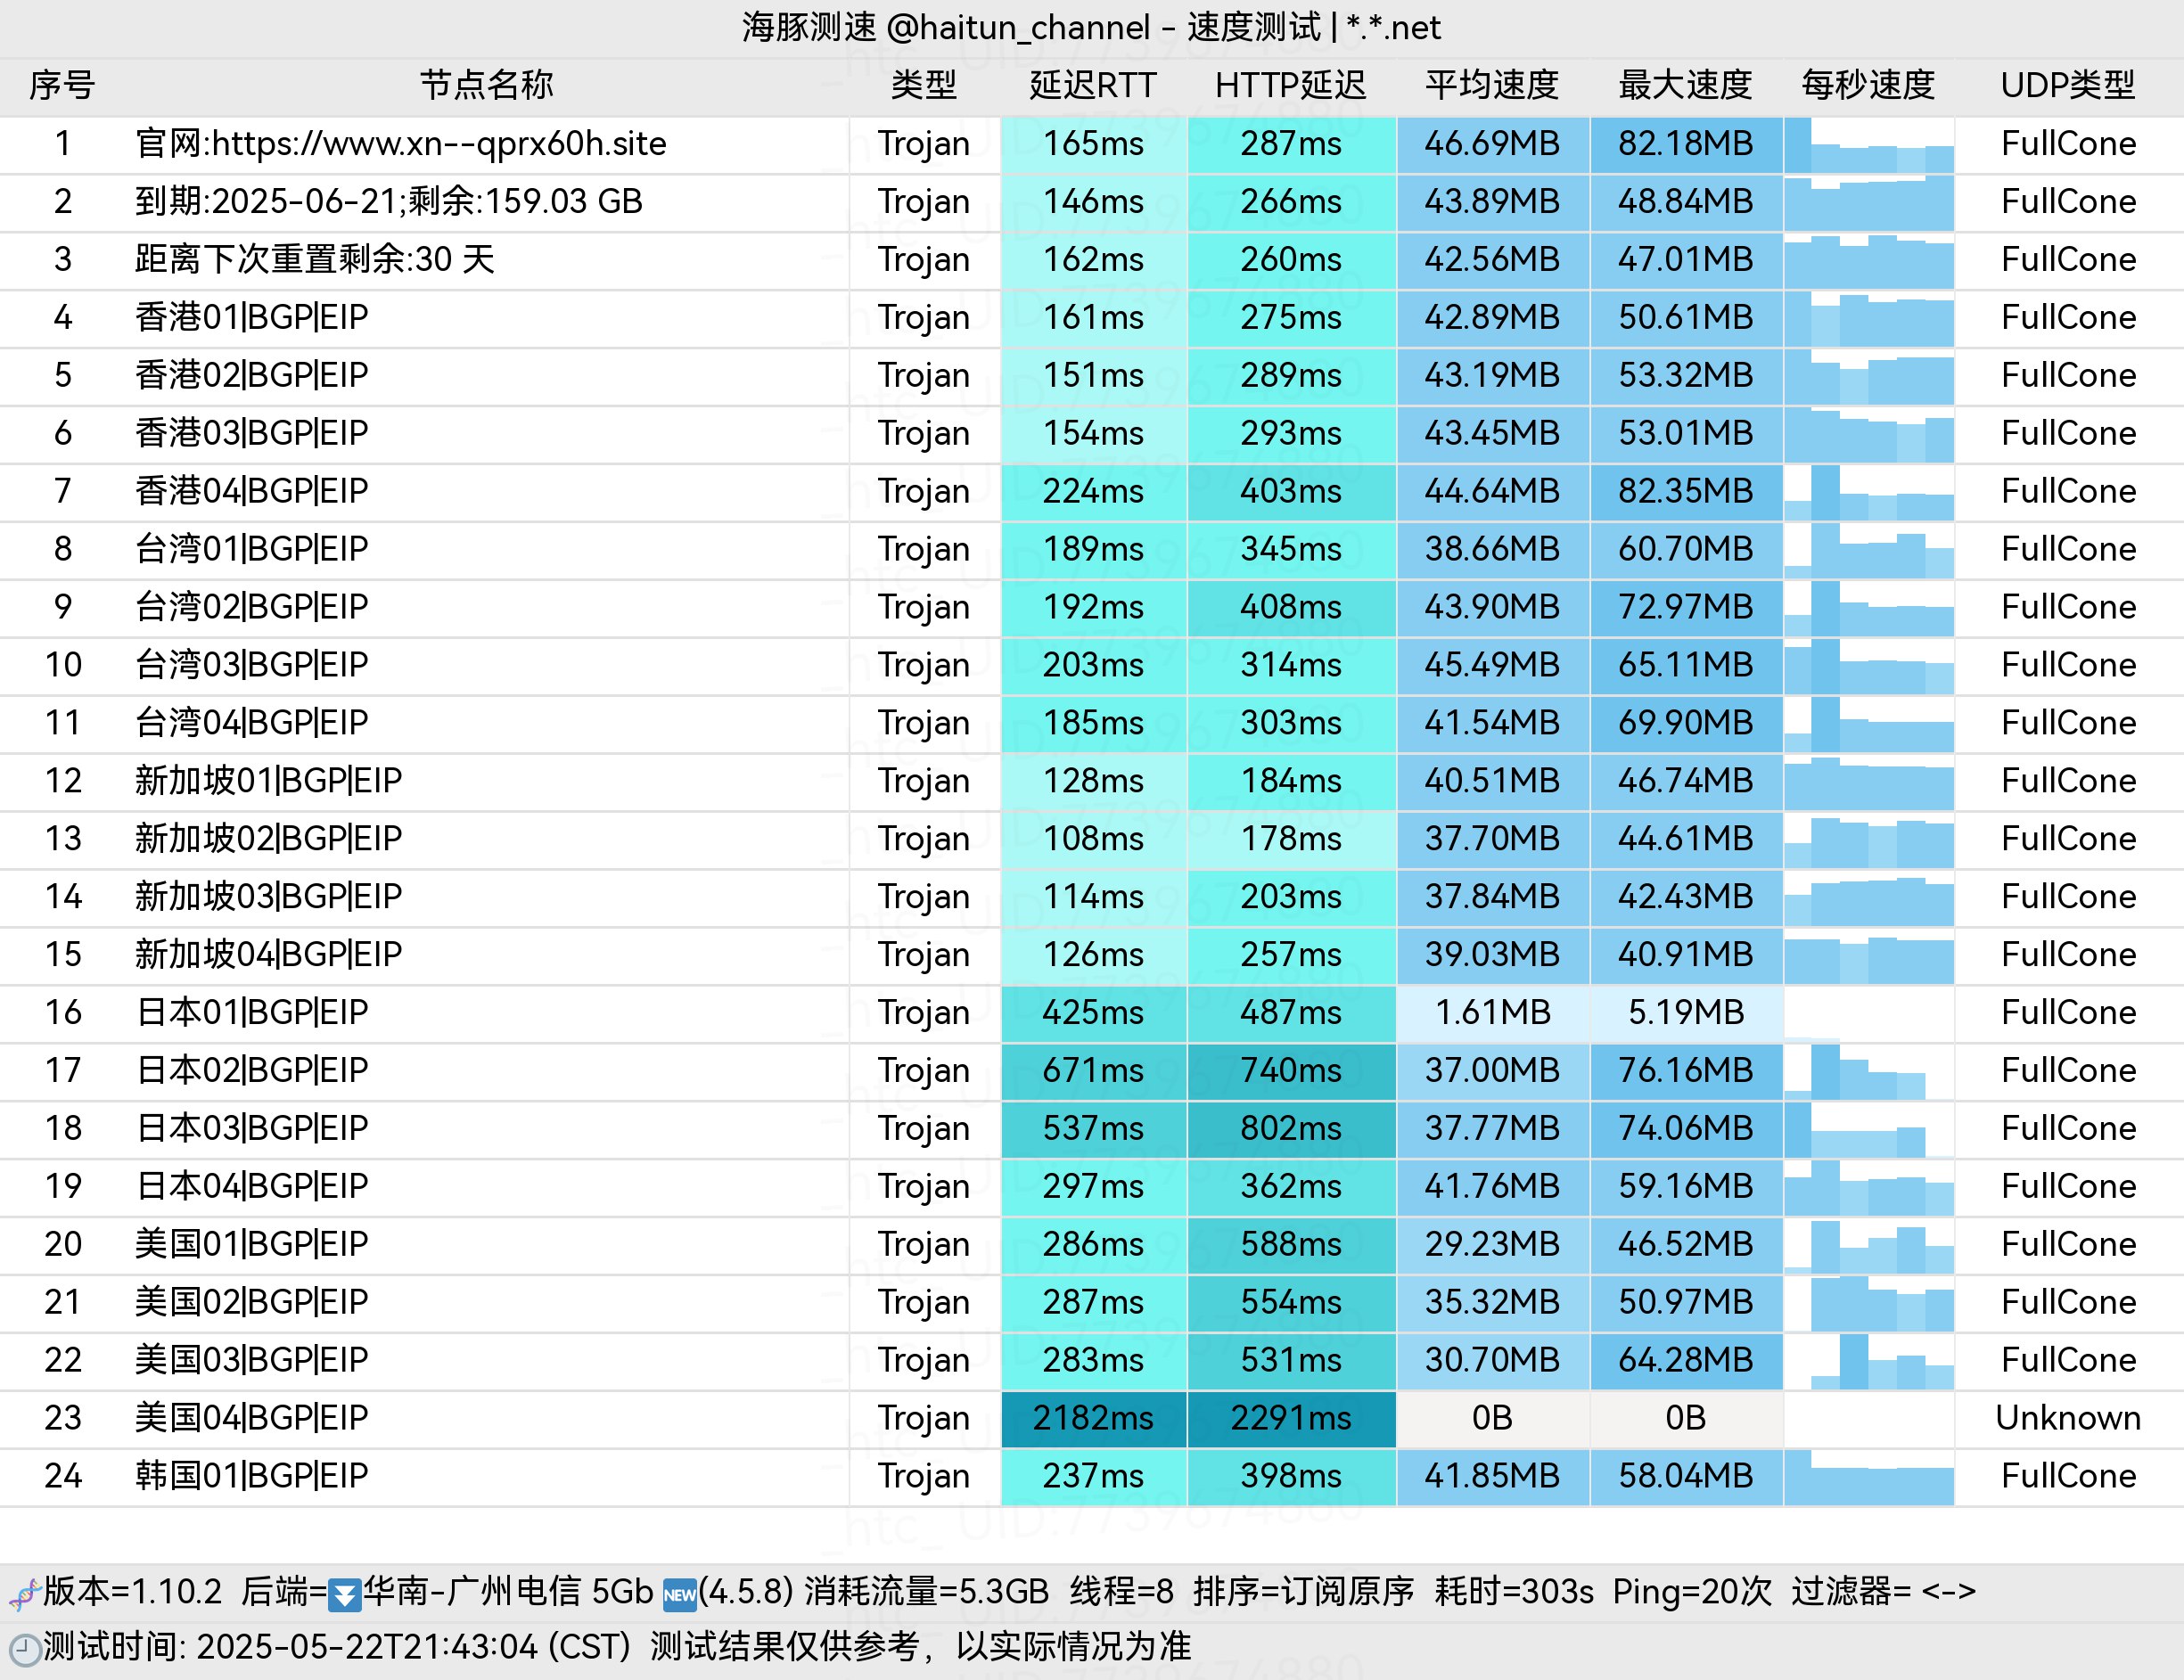 海豚测速 @haitun_channel - 速度测试 | *.*.net
序号 节点名称 类型 延迟RTT HTTP延迟 平均速度 最大速度 每秒速度 UDP类型
1 官网:https://www.xn--qprx60h.site Trojan 165ms 287ms 46.69MB 82.18MB FullCone
2 到期:2025-06-21;剩余:159.03 GB Trojan 146ms 266ms 43.89MB 48.84MB FullCone
3 距离下次重置剩余:30 天 Trojan 162ms 260ms 42.56MB 47.01MB FullCone
4 香港01|BGP|EIP Trojan 161ms 275ms 42.89MB 50.61MB FullCone
5 香港02|BGP|EIP Trojan 151ms 289ms 43.19MB 53.32MB FullCone
6 香港03|BGP|EIP Trojan 154ms 293ms 43.45MB 53.01MB FullCone
7 香港04|BGP|EIP Trojan 224ms 403ms 44.64MB 82.35MB FullCone
8 台湾01|BGP|EIP Trojan 189ms 345ms 38.66MB 60.70MB FullCone
9 台湾02|BGP|EIP Trojan 192ms 408ms 43.90MB 72.97MB FullCone
10 台湾03|BGP|EIP Trojan 203ms 314ms 45.49MB 65.11MB FullCone
11 台湾04|BGP|EIP Trojan 185ms 303ms 41.54MB 69.90MB FullCone
12 新加坡01|BGP|EIP Trojan 128ms 184ms 40.51MB 46.74MB FullCone
13 新加坡02|BGP|EIP Trojan 108ms 178ms 37.70MB 44.61MB FullCone
14 新加坡03|BGP|EIP Trojan 114ms 203ms 37.84MB 42.43MB FullCone
15 新加坡04|BGP|EIP Trojan 126ms 257ms 39.03MB 40.91MB FullCone
16 日本01|BGP|EIP Trojan 425ms 487ms 1.61MB 5.19MB FullCone
17 日本02|BGP|EIP Trojan 671ms 740ms 37.00MB 76.16MB FullCone
18 日本03|BGP|EIP Trojan 537ms 802ms 37.77MB 74.06MB FullCone
19 日本04|BGP|EIP Trojan 297ms 362ms 41.76MB 59.16MB FullCone
20 美国01|BGP|EIP Trojan 286ms 588ms 29.23MB 46.52MB FullCone
21 美国02|BGP|EIP Trojan 287ms 554ms 35.32MB 50.97MB FullCone
22 美国03|BGP|EIP Trojan 283ms 531ms 30.70MB 64.28MB FullCone
23 美国04|BGP|EIP Trojan 2182ms 2291ms 0B 0B Unknown
24 韩国01|BGP|EIP Trojan 237ms 398ms 41.85MB 58.04MB FullCone
🧬版本=1.10.2 后端=⏬华南-广州电信 5Gb 🆕(4.5.8) 消耗流量=5.3GB 线程=8 排序=订阅原序 耗时=303s Ping=20次 过滤器= <->
🕘测试时间: 2025-05-22T21:43:04 (CST) 测试结果仅供参考，以实际情况为准